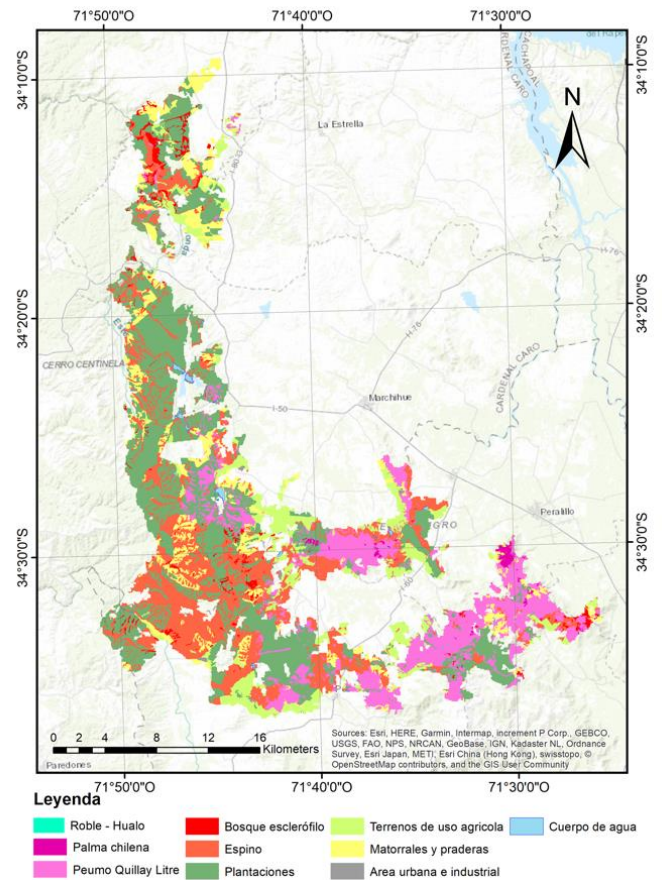 71°50'0"O 71°40'0"O 71°30'0"O
34°10'0"S 34°10'0"S
N
La Estrella
34°20'0"S 34°20'0"S
CERRO CENTINELA
CARDENAL CARO
H-76
H-76
I-50
Marchihue
Peralillo
34°30'0"S 34°30'0"S
0 2 4 8 12 16
Kilometers
Paredones
Sources: Esri, HERE, Garmin, Intermap, increment P Corp., GEBCO,
USGS, FAO, NPS, NRCAN, GeoBase, IGN, Kadaster NL, Ordnance
Survey, Esri Japan, METI, Esri China (Hong Kong), swisstopo, ©
OpenStreetMap contributors, and the GIS User Community
71°50'0"O 71°40'0"O 71°30'0"O
Leyenda
Roble - Hualo
Palma chilena
Peumo Quillay Litre
Bosque esclerófilo
Espino
Plantaciones
Terrenos de uso agricola
Matorrales y praderas
Area urbana e industrial
Cuerpo de agua